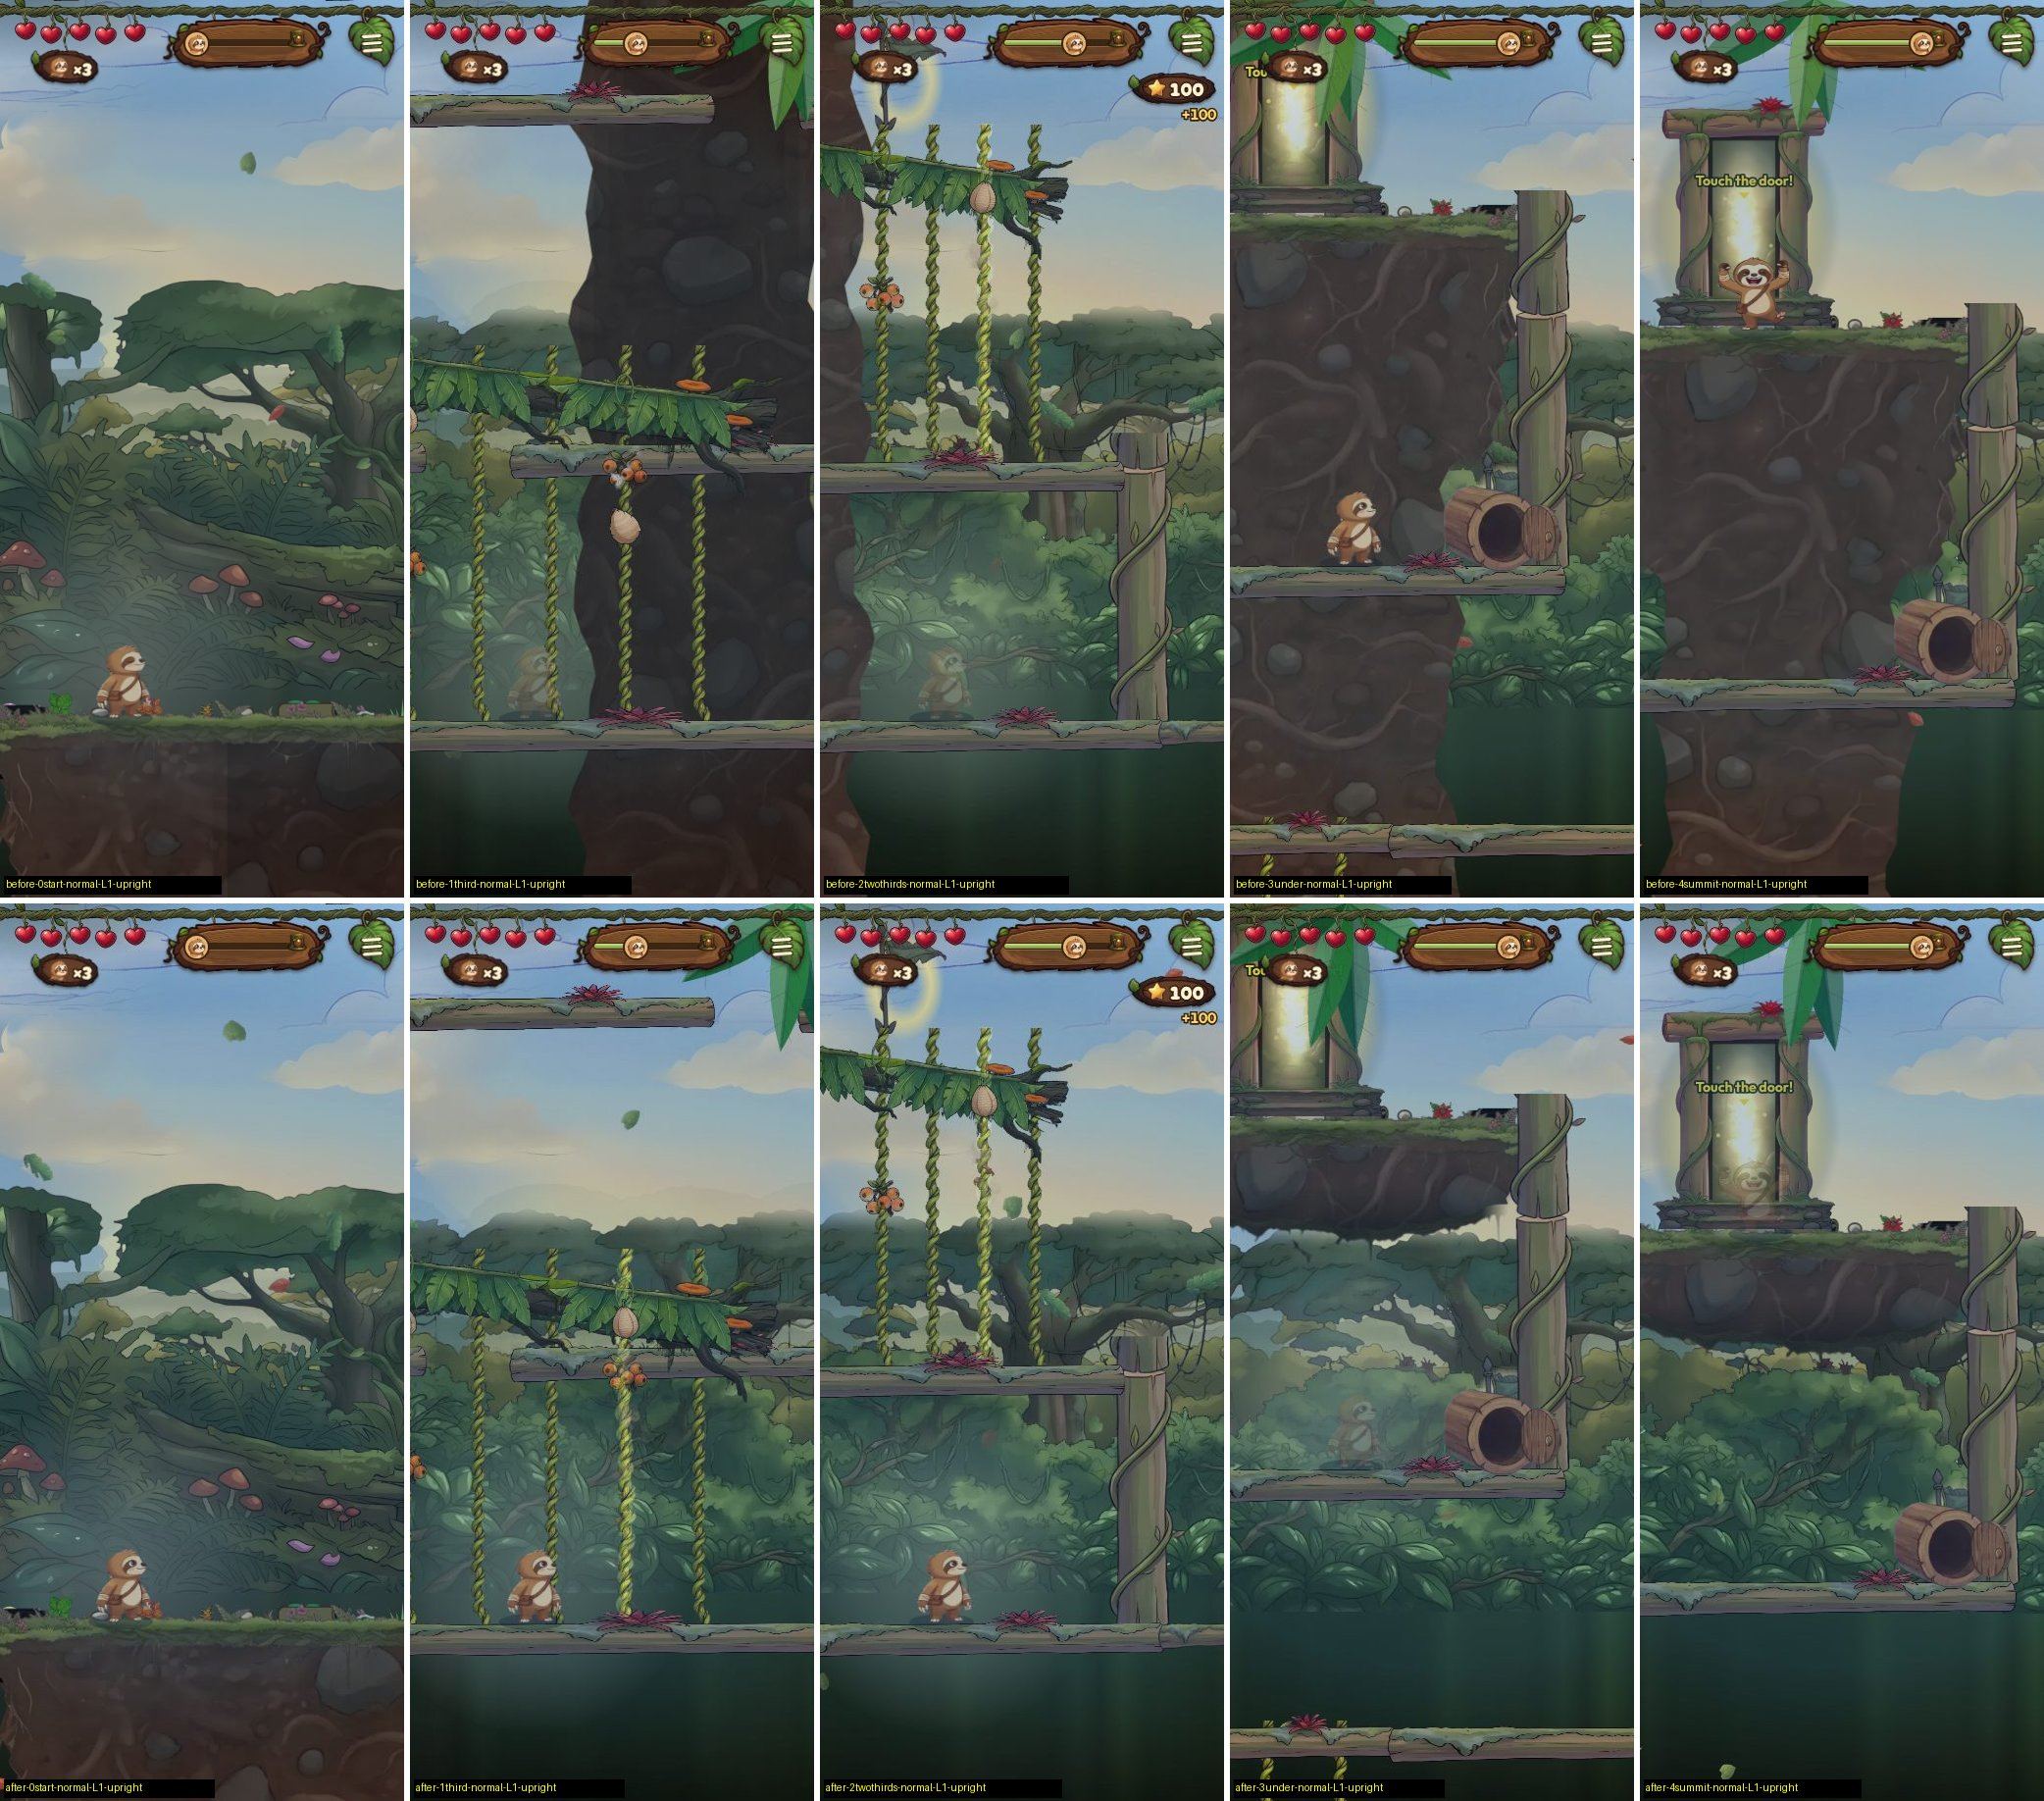 ×3
before-0start-normal-L1-upright
×3
before-1third-normal-L1-upright
×3
100
+100
before-2twothirds-normal-L1-upright
Tou
×3
before-3under-normal-L1-upright
×3
Touch the door!
before-4summit-normal-L1-upright
×3
after-0start-normal-L1-upright
×3
after-1third-normal-L1-upright
×3
100
+100
after-2twothirds-normal-L1-upright
Tou
×3
after-3under-normal-L1-upright
×3
Touch the door!
after-4summit-normal-L1-upright